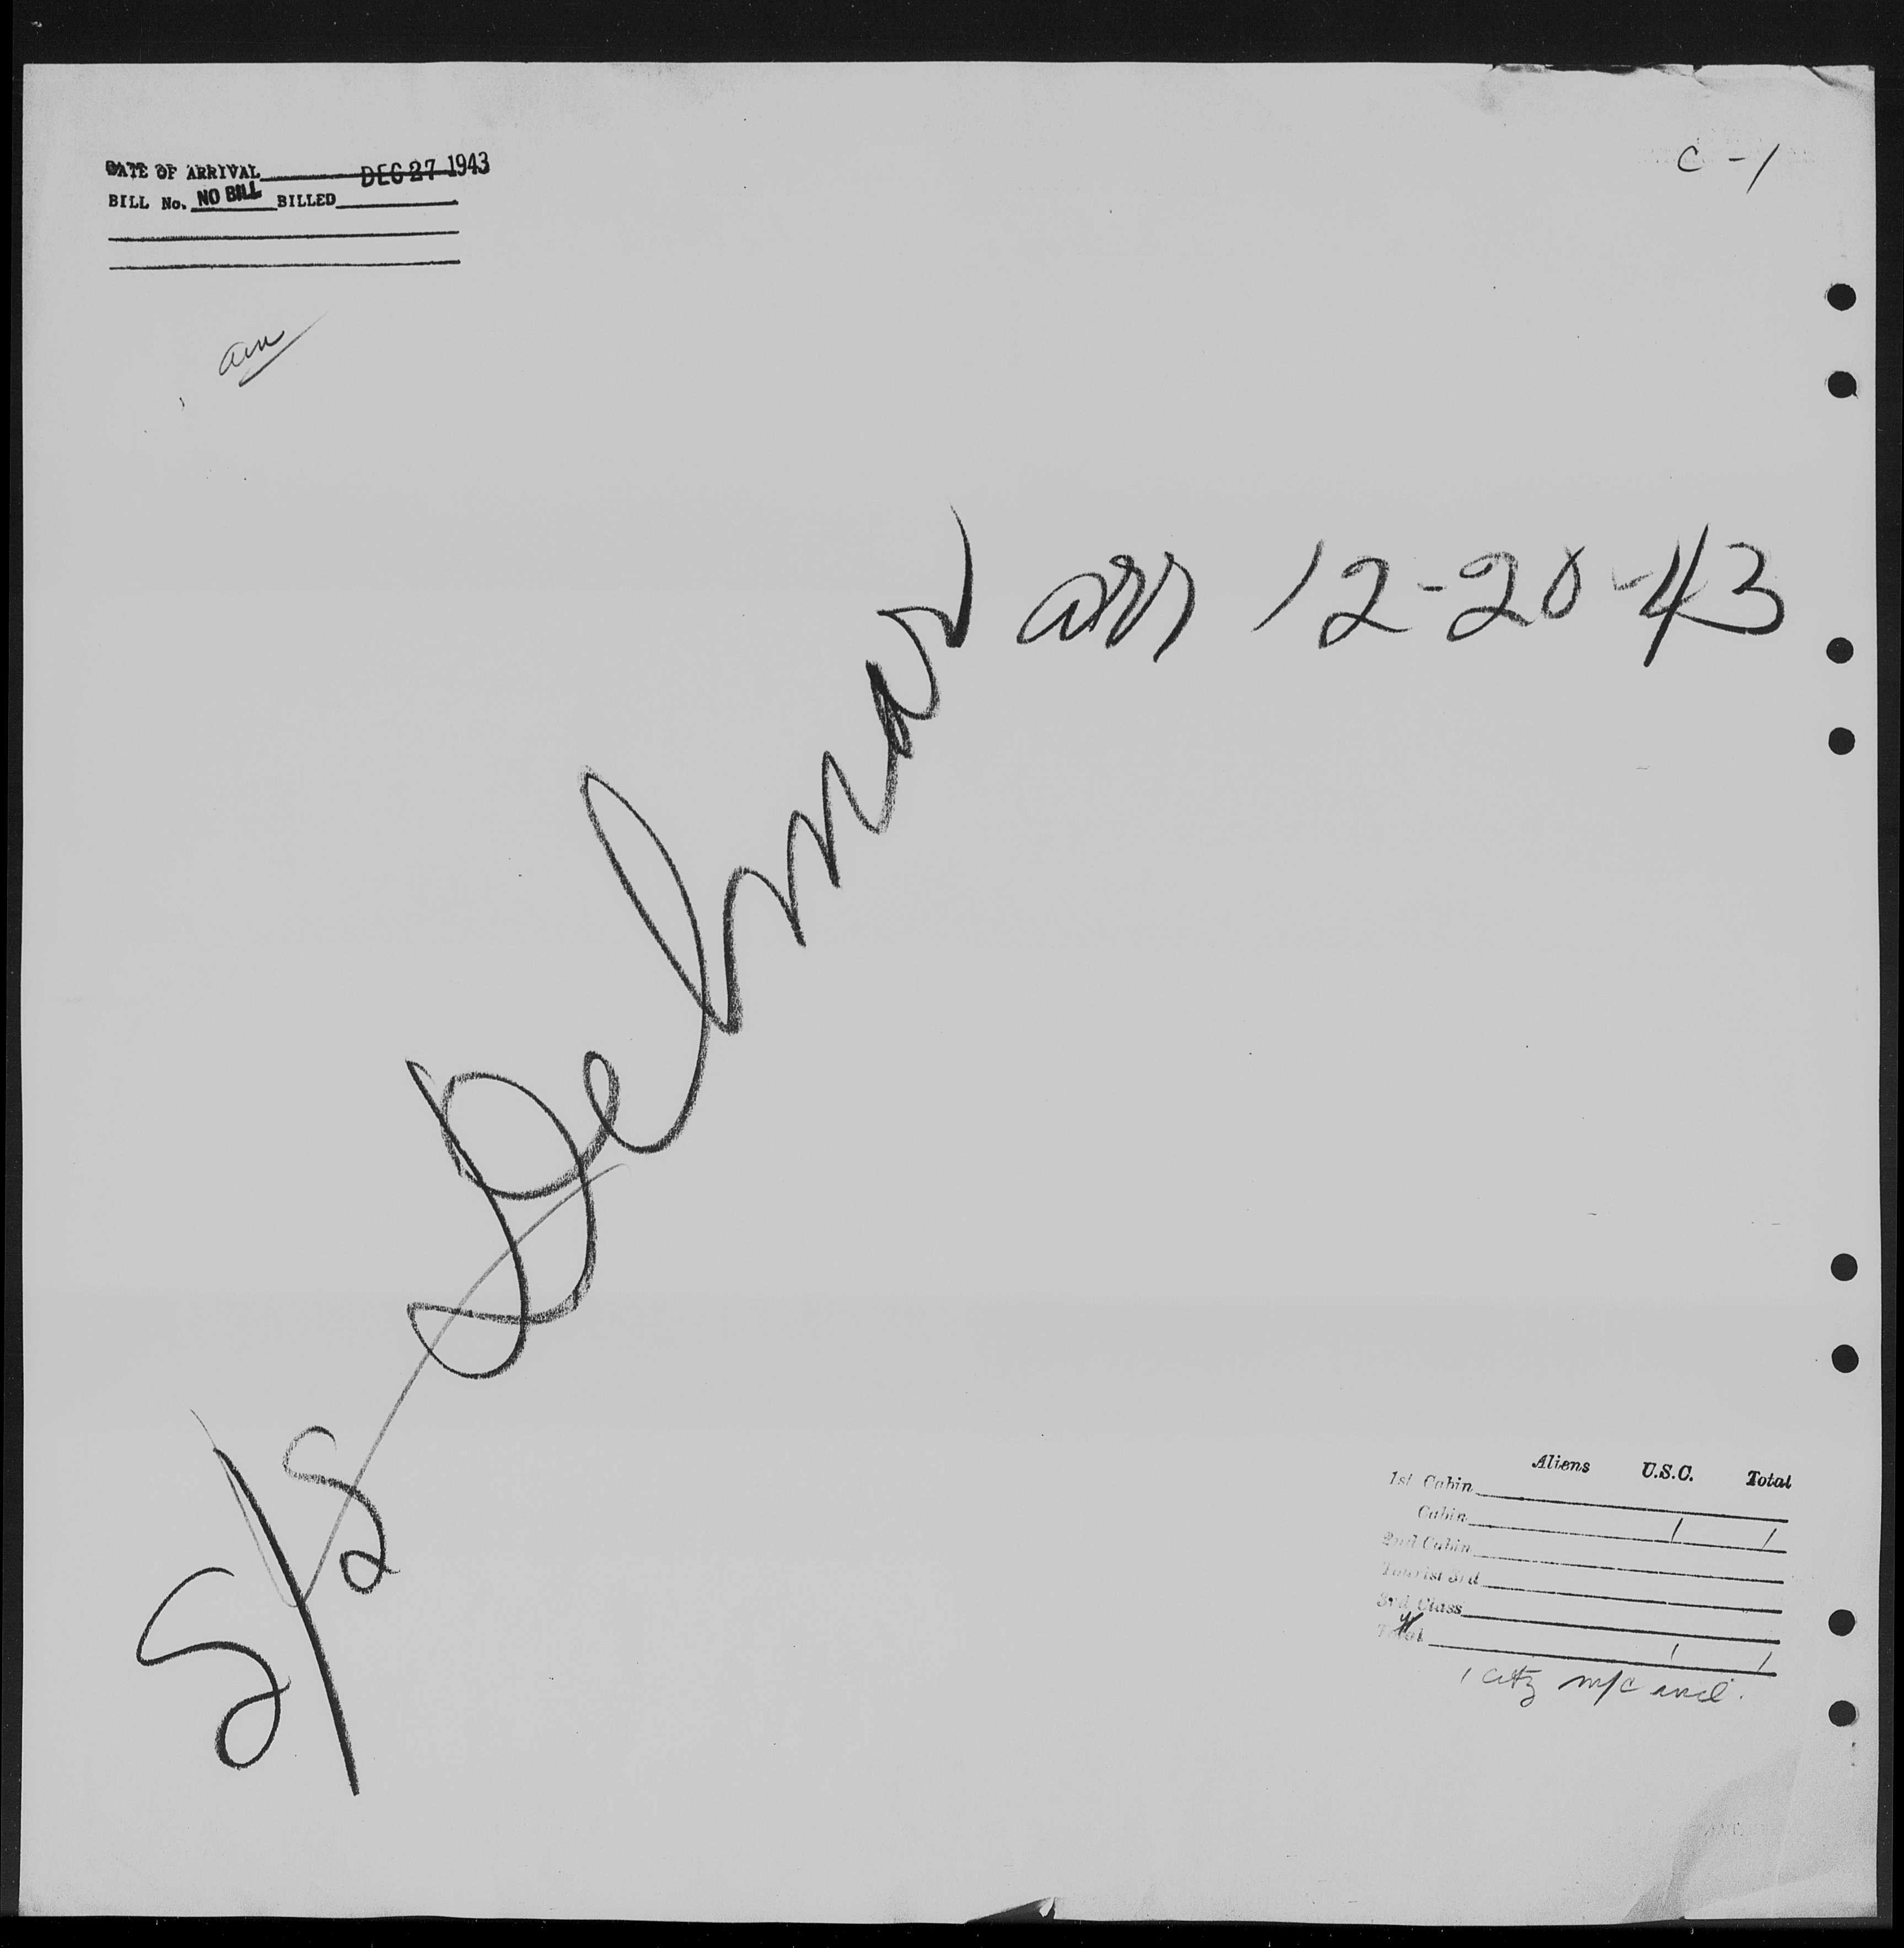 C-1
DATE OF ARRIVAL DEC 27 1943
BILL No. NO BILL BILLED
arr 12-20-43
S/S Delmar
Aliens U.S.C. Total
1st Cabin
Cabin 1 1
2nd Cabin
Tourist 3rd
3rd Class
Total 1 1
1 citz m/c incl.